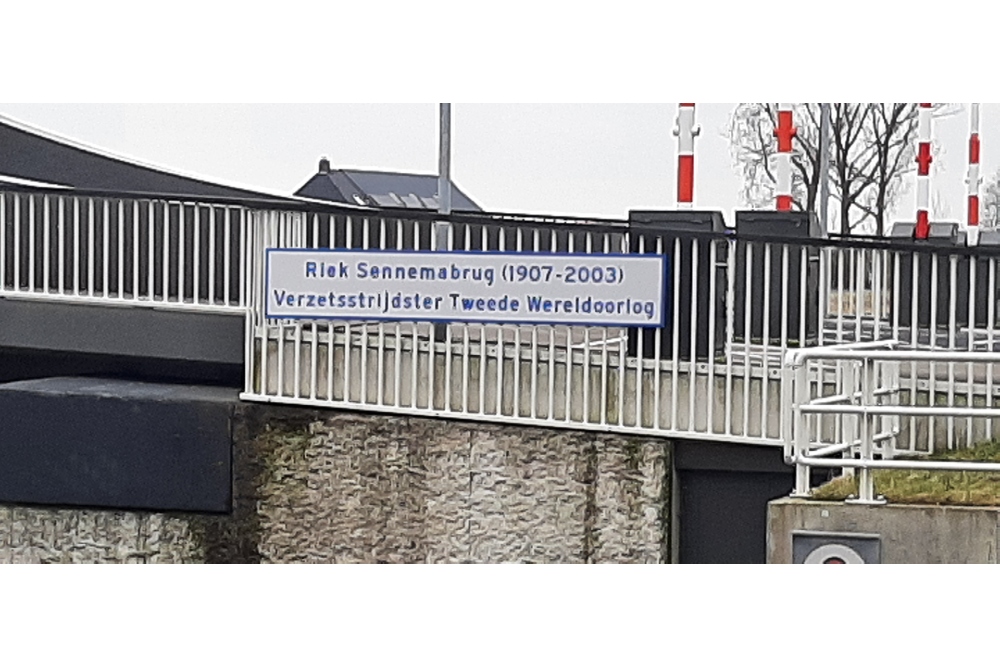 Riek Sennemabrug (1907-2003)
Verzetsstrijdster Tweede Wereldoorlog